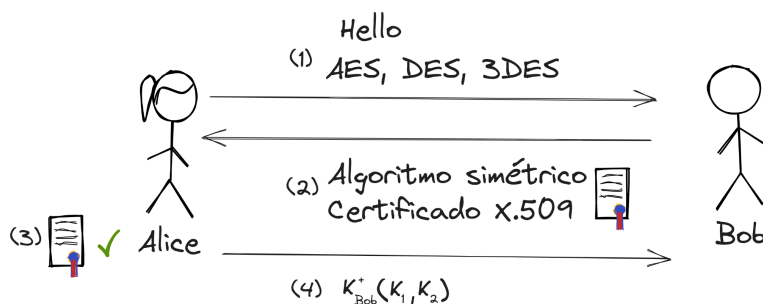 Hello
(1) AES, DES, 3DES
(2) Algoritmo simétrico
Certificado X.509
(3)
Alice
Bob
(4) K⁺Bob(K₁,K₂)